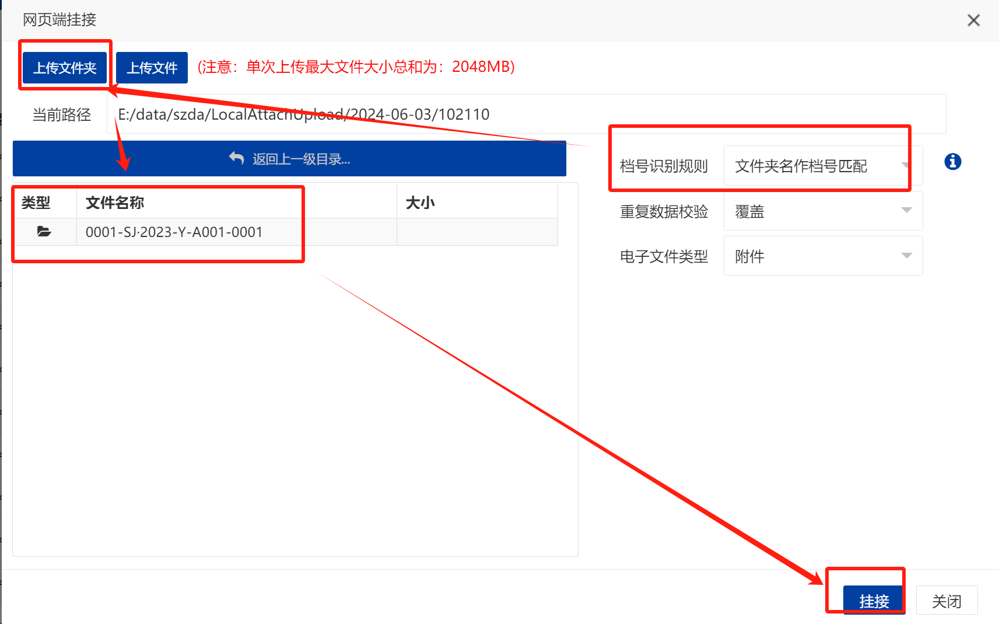 网页端挂接
上传文件夹 上传文件 (注意：单次上传最大文件大小总和为：2048MB)
当前路径 E:/data/szda/LocalAttachUpload/2024-06-03/102110
返回上一级目录...
档号识别规则 文件夹名作档号匹配
类型 文件名称 大小
重复数据校验 覆盖
0001-SJ·2023-Y-A001-0001
电子文件类型 附件
挂接 关闭